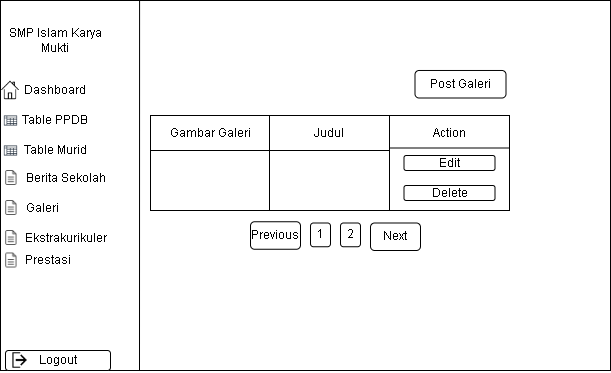 SMP Islam Karya
Mukti
Dashboard
Table PPDB
Table Murid
Berita Sekolah
Galeri
Ekstrakurikuler
Prestasi
Logout
Post Galeri
Gambar Galeri Judul Action
Edit
Delete
Previous 1 2 Next